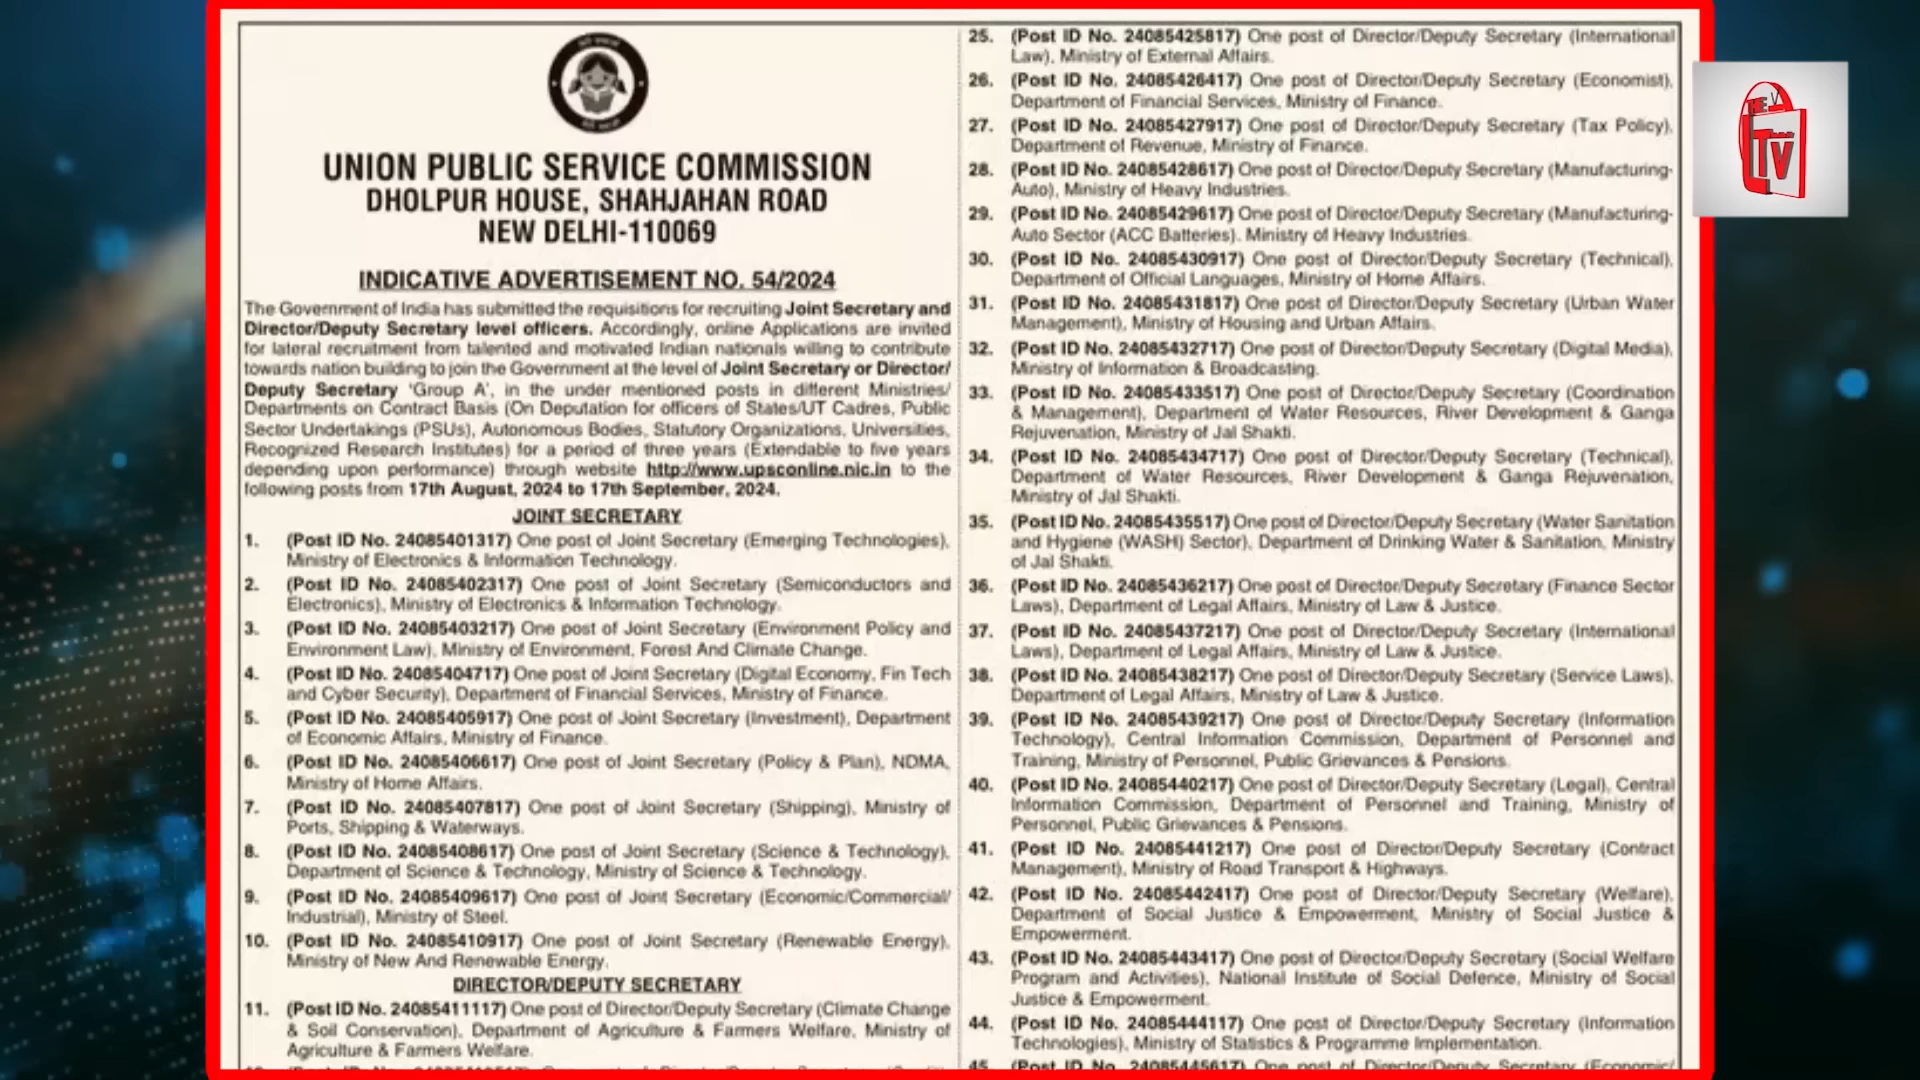 UNION PUBLIC SERVICE COMMISSION
DHOLPUR HOUSE, SHAHJAHAN ROAD
NEW DELHI-110069
INDICATIVE ADVERTISEMENT NO. 54/2024
The Government of India has submitted the requisitions for recruiting Joint Secretary and
Director/Deputy Secretary level officers. Accordingly, online Applications are invited
for lateral recruitment from talented and motivated Indian nationals willing to contribute
towards nation building to join the Government at the level of Joint Secretary or Director/
Deputy Secretary 'Group A', in the under mentioned posts in different Ministries/
Departments on Contract Basis (On Deputation for officers of States/UT Cadres, Public
Sector Undertakings (PSUs), Autonomous Bodies, Statutory Organizations, Universities,
Recognized Research Institutes) for a period of three years (Extendable to five years
depending upon performance) through website http://www.upsconline.nic.in to the
following posts from 17th August, 2024 to 17th September, 2024.
JOINT SECRETARY
1. (Post ID No. 24085401317) One post of Joint Secretary (Emerging Technologies),
Ministry of Electronics & Information Technology.
2. (Post ID No. 24085402317) One post of Joint Secretary (Semiconductors and
Electronics), Ministry of Electronics & Information Technology.
3. (Post ID No. 24085403217) One post of Joint Secretary (Environment Policy and
Environment Law), Ministry of Environment, Forest And Climate Change.
4. (Post ID No. 24085404717) One post of Joint Secretary (Digital Economy, Fin Tech
and Cyber Security), Department of Financial Services, Ministry of Finance.
5. (Post ID No. 24085405917) One post of Joint Secretary (Investment), Department
of Economic Affairs, Ministry of Finance.
6. (Post ID No. 24085406617) One post of Joint Secretary (Policy & Plan), NDMA,
Ministry of Home Affairs.
7. (Post ID No. 24085407817) One post of Joint Secretary (Shipping), Ministry of
Ports, Shipping & Waterways.
8. (Post ID No. 24085408617) One post of Joint Secretary (Science & Technology),
Department of Science & Technology, Ministry of Science & Technology.
9. (Post ID No. 24085409617) One post of Joint Secretary (Economic/Commercial/
Industrial), Ministry of Steel.
10. (Post ID No. 24085410917) One post of Joint Secretary (Renewable Energy),
Ministry of New And Renewable Energy.
DIRECTOR/DEPUTY SECRETARY
11. (Post ID No. 24085411117) One post of Director/Deputy Secretary (Climate Change
& Soil Conservation), Department of Agriculture & Farmers Welfare, Ministry of
Agriculture & Farmers Welfare.
25. (Post ID No. 24085425817) One post of Director/Deputy Secretary (International
Law), Ministry of External Affairs.
26. (Post ID No. 24085426417) One post of Director/Deputy Secretary (Economist),
Department of Financial Services, Ministry of Finance.
27. (Post ID No. 24085427917) One post of Director/Deputy Secretary (Tax Policy),
Department of Revenue, Ministry of Finance.
28. (Post ID No. 24085428617) One post of Director/Deputy Secretary (Manufacturing-
Auto), Ministry of Heavy Industries.
29. (Post ID No. 24085429617) One post of Director/Deputy Secretary (Manufacturing-
Auto Sector (ACC Batteries). Ministry of Heavy Industries.
30. (Post ID No. 24085430917) One post of Director/Deputy Secretary (Technical),
Department of Official Languages, Ministry of Home Affairs.
31. (Post ID No. 24085431817) One post of Director/Deputy Secretary (Urban Water
Management), Ministry of Housing and Urban Affairs.
32. (Post ID No. 24085432717) One post of Director/Deputy Secretary (Digital Media),
Ministry of Information & Broadcasting.
33. (Post ID No. 24085433517) One post of Director/Deputy Secretary (Coordination
& Management), Department of Water Resources, River Development & Ganga
Rejuvenation, Ministry of Jal Shakti.
34. (Post ID No. 24085434717) One post of Director/Deputy Secretary (Technical),
Department of Water Resources, River Development & Ganga Rejuvenation,
Ministry of Jal Shakti.
35. (Post ID No. 24085435517) One post of Director/Deputy Secretary (Water Sanitation
and Hygiene (WASH) Sector), Department of Drinking Water & Sanitation, Ministry
of Jal Shakti.
36. (Post ID No. 24085436217) One post of Director/Deputy Secretary (Finance Sector
Laws), Department of Legal Affairs, Ministry of Law & Justice.
37. (Post ID No. 24085437217) One post of Director/Deputy Secretary (International
Laws), Department of Legal Affairs, Ministry of Law & Justice.
38. (Post ID No. 24085438217) One post of Director/Deputy Secretary (Service Laws),
Department of Legal Affairs, Ministry of Law & Justice.
39. (Post ID No. 24085439217) One post of Director/Deputy Secretary (Information
Technology), Central Information Commission, Department of Personnel and
Training, Ministry of Personnel, Public Grievances & Pensions.
40. (Post ID No. 24085440217) One post of Director/Deputy Secretary (Legal), Central
Information Commission, Department of Personnel and Training, Ministry of
Personnel, Public Grievances & Pensions.
41. (Post ID No. 24085441217) One post of Director/Deputy Secretary (Contract
Management), Ministry of Road Transport & Highways.
42. (Post ID No. 24085442417) One post of Director/Deputy Secretary (Welfare),
Department of Social Justice & Empowerment, Ministry of Social Justice &
Empowerment.
43. (Post ID No. 24085443417) One post of Director/Deputy Secretary (Social Welfare
Program and Activities), National Institute of Social Defence, Ministry of Social
Justice & Empowerment.
44. (Post ID No. 24085444117) One post of Director/Deputy Secretary (Information
Technologies), Ministry of Statistics & Programme Implementation.
45. (Post ID No. 24085445617) One post of Director/Deputy Secretary (Economic/
THE
TV